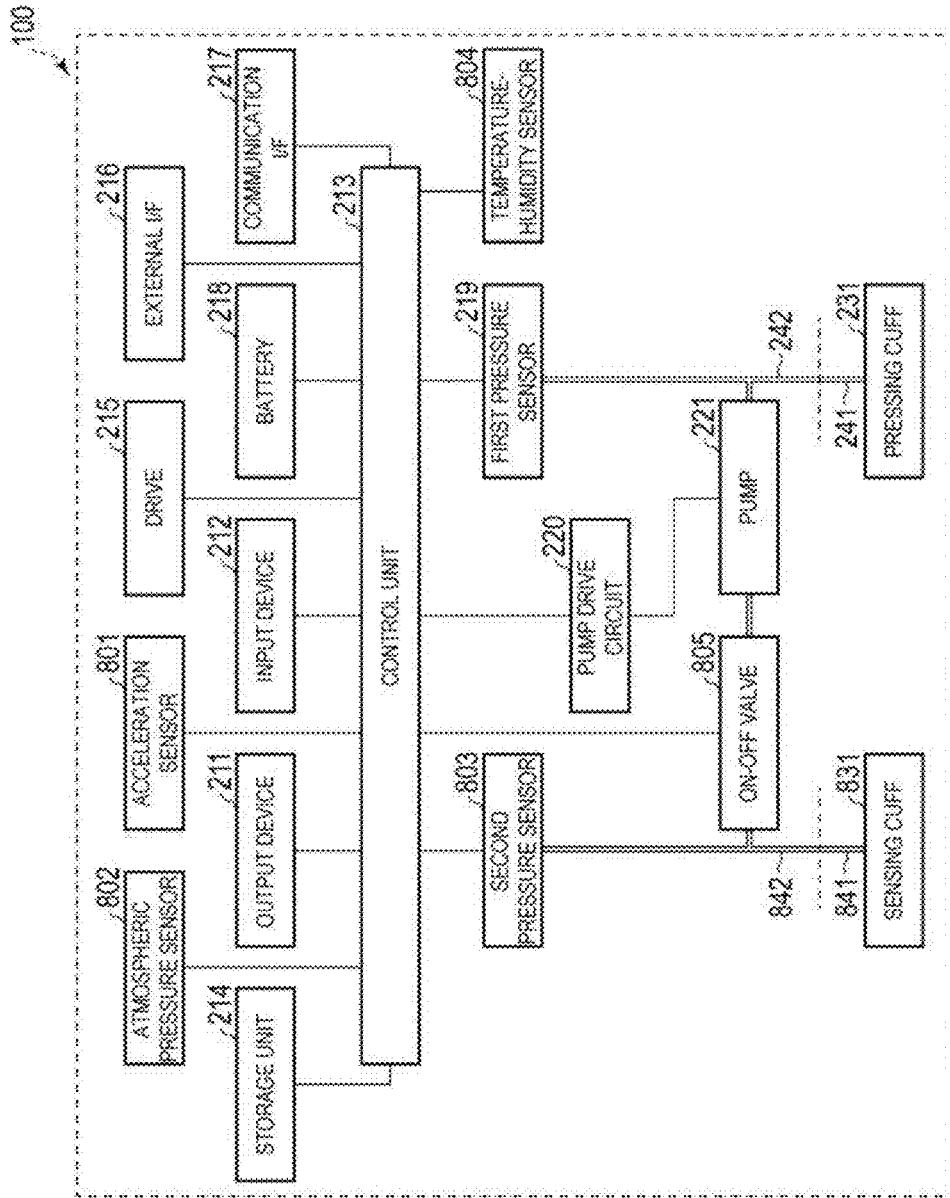 100
ATMOSPHERIC
PRESSURE SENSOR
802
ACCELERATION
SENSOR
801
DRIVE
215
EXTERNAL I/F
216
STORAGE UNIT
214
OUTPUT DEVICE
211
INPUT DEVICE
212
BATTERY
218
COMMUNICATION
I/F
217
CONTROL UNIT
213
SECOND
PRESSURE SENSOR
803
FIRST PRESSURE
SENSOR
219
TEMPERATURE-
HUMIDITY SENSOR
804
PUMP DRIVE
CIRCUIT
220
ON-OFF VALVE
805
PUMP
221
842
242
841
241
SENSING CUFF
831
PRESSING CUFF
231